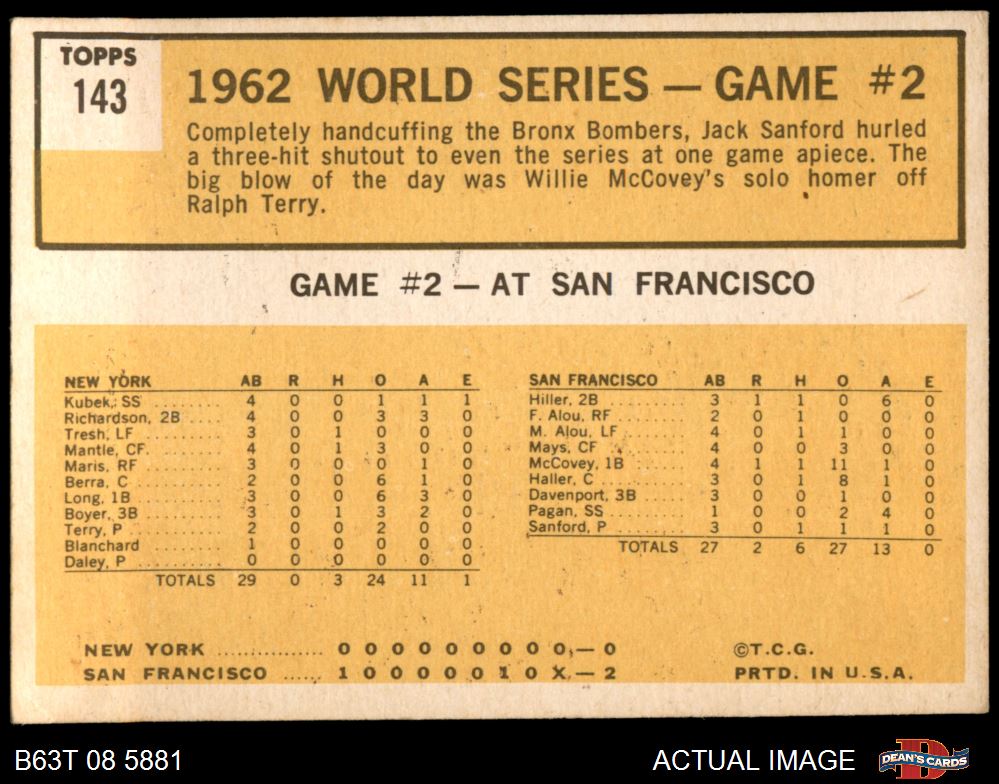 TOPPS
143
1962 WORLD SERIES — GAME #2
Completely handcuffing the Bronx Bombers, Jack Sanford hurled
a three-hit shutout to even the series at one game apiece. The
big blow of the day was Willie McCovey's solo homer off
Ralph Terry.
GAME #2 — AT SAN FRANCISCO
NEW YORK AB R H O A E
Kubek, SS ......... 4 0 0 1 1 1
Richardson, 2B ..... 4 0 0 3 3 0
Tresh, LF ......... 3 0 1 0 0 0
Mantle, CF. ........ 4 0 1 3 0 0
Maris, RF ......... 3 0 0 0 1 0
Berra, C .......... 2 0 0 6 1 0
Long, 1B .......... 3 0 0 6 3 0
Boyer, 3B ......... 3 0 1 3 2 0
Terry, P .......... 2 0 0 2 0 0
Blanchard ........ 1 0 0 0 0 0
Daley, P .......... 0 0 0 0 0 0
TOTALS 29 0 3 24 11 1
SAN FRANCISCO AB R H O A E
Hiller, 2B ......... 3 1 1 0 6 0
F. Alou, RF ....... 2 0 1 0 0 0
M. Alou, LF ....... 4 0 1 1 0 0
Mays, CF ......... 4 0 0 3 0 0
McCovey, 1B ...... 4 1 1 11 1 0
Haller, C ......... 3 0 1 8 1 0
Davenport, 3B ..... 3 0 0 1 0 0
Pagan, SS ........ 1 0 0 2 4 0
Sanford, P ........ 3 0 1 1 1 0
TOTALS 27 2 6 27 13 0
NEW YORK ................ 0 0 0 0 0 0 0 0 0 — 0
SAN FRANCISCO ...... 1 0 0 0 0 0 1 0 X — 2
©T.C.G.
PRTD. IN U.S.A.
B63T 08 5881
ACTUAL IMAGE
DEAN'S CARDS